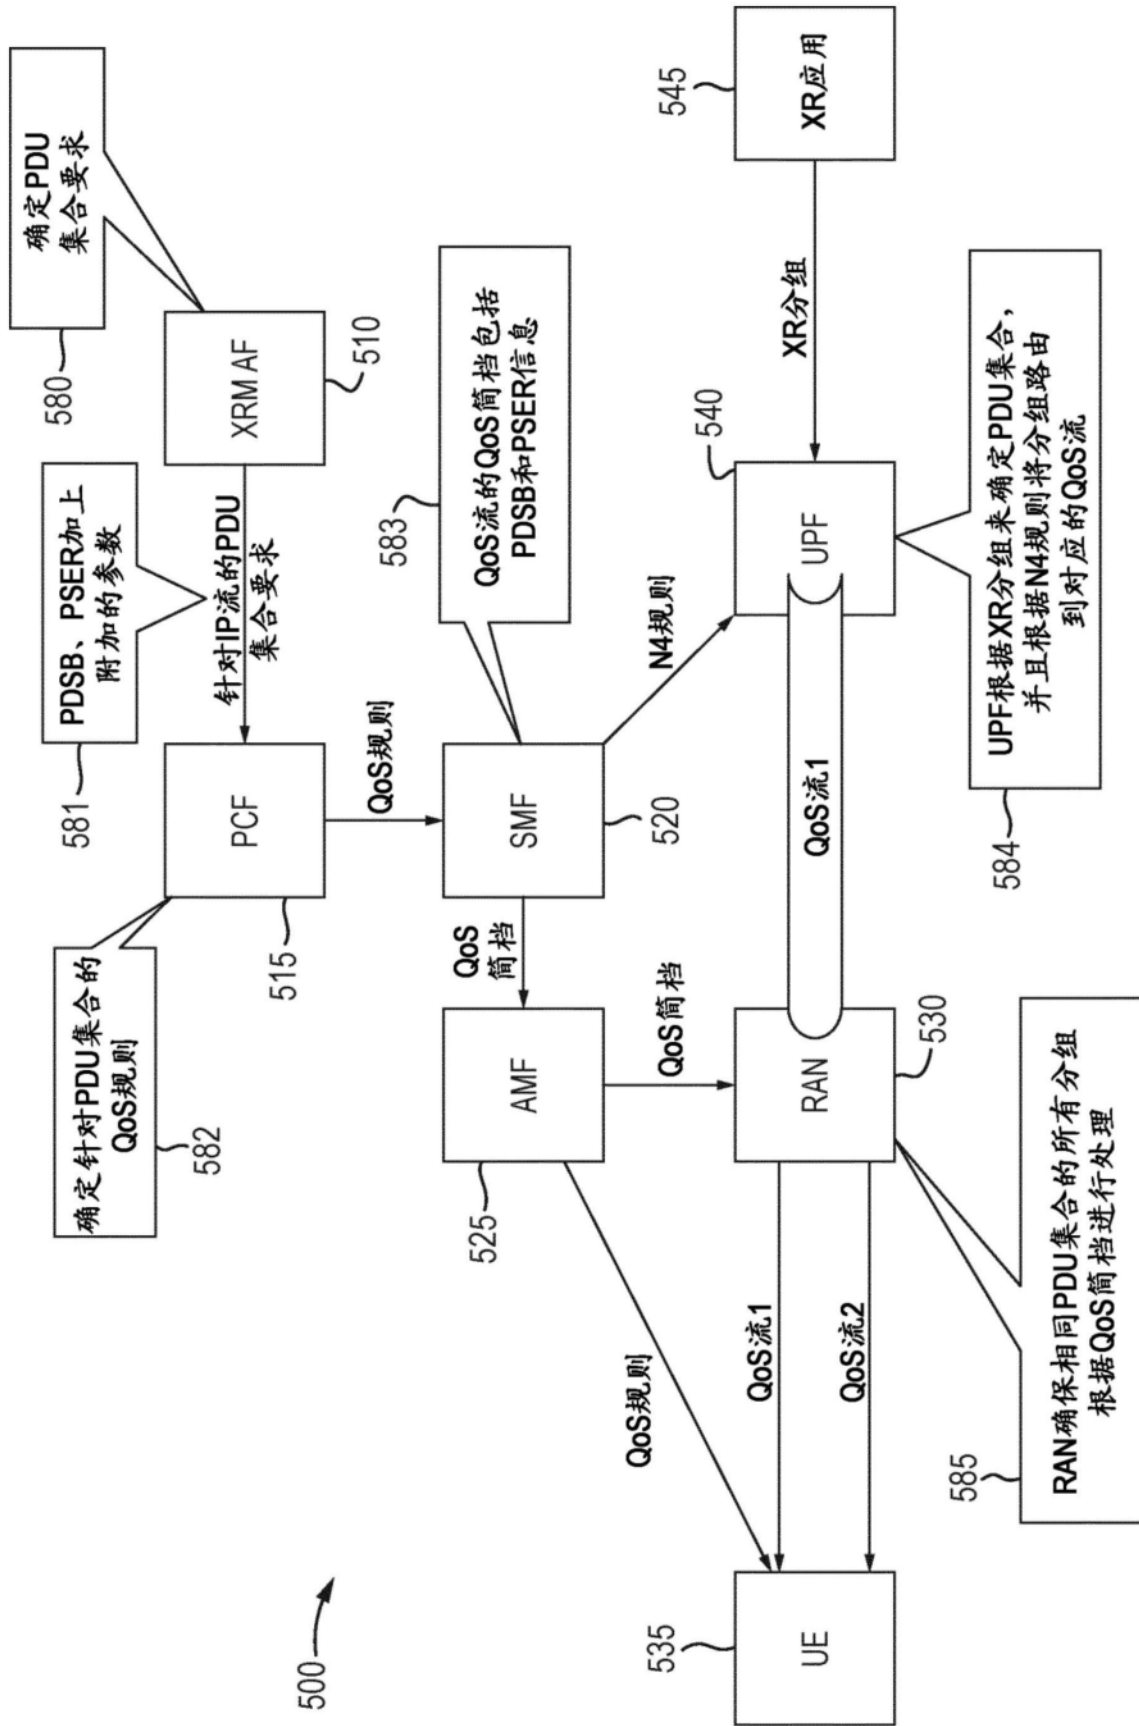 500
580
确定PDU
集合要求
581
PDSB、PSER加上
附加的参数
582
确定针对PDU集合的
QoS规则
515
PCF
针对IP流的PDU
集合要求
XRM AF
510
QoS规则
583
QoS流的QoS简档包括
PDSB和PSER信息
525
AMF
QoS
简档
SMF
520
QoS规则
QoS简档
N4规则
540
545
535
UE
QoS流1
QoS流2
RAN
530
QoS流1
UPF
XR分组
XR应用
585
RAN确保相同PDU集合的所有分组
根据QoS简档进行处理
584
UPF根据XR分组来确定PDU集合，
并且根据N4规则将分组路由
到对应的QoS流